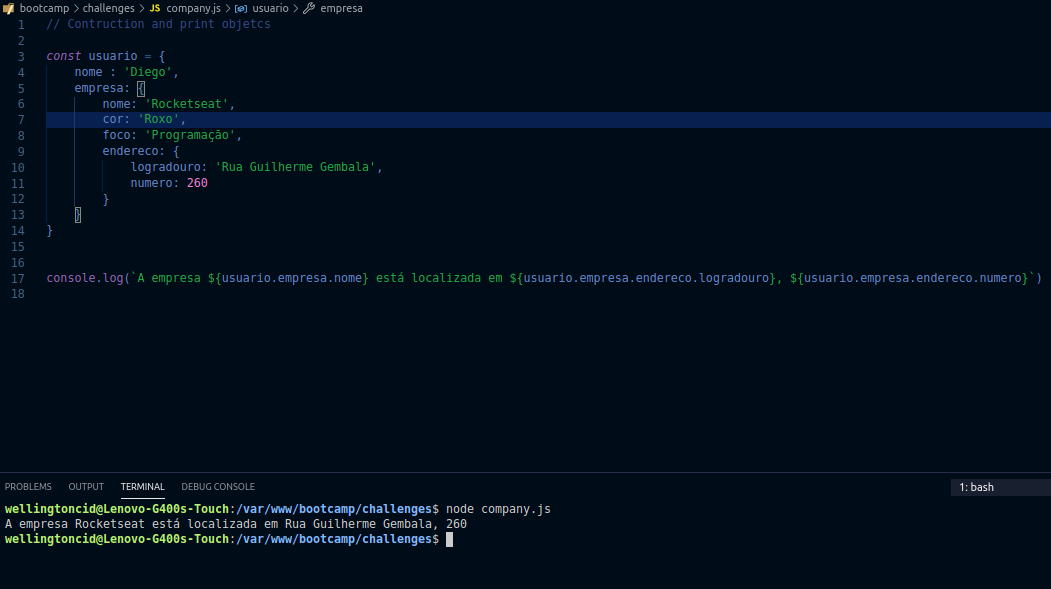 bootcamp > challenges > JS company.js > usuario > empresa
1 // Contruction and print objetcs
2
3 const usuario = {
4 nome : 'Diego',
5 empresa: {
6 nome: 'Rocketseat',
7 cor: 'Roxo',
8 foco: 'Programação',
9 endereco: {
10 logradouro: 'Rua Guilherme Gembala',
11 numero: 260
12 }
13 }
14 }
15
16
17 console.log(`A empresa ${usuario.empresa.nome} está localizada em ${usuario.empresa.endereco.logradouro}, ${usuario.empresa.endereco.numero}`)
18
PROBLEMS OUTPUT TERMINAL DEBUG CONSOLE 1: bash
wellingtoncid@Lenovo-G400s-Touch:/var/www/bootcamp/challenges$ node company.js
A empresa Rocketseat está localizada em Rua Guilherme Gembala, 260
wellingtoncid@Lenovo-G400s-Touch:/var/www/bootcamp/challenges$